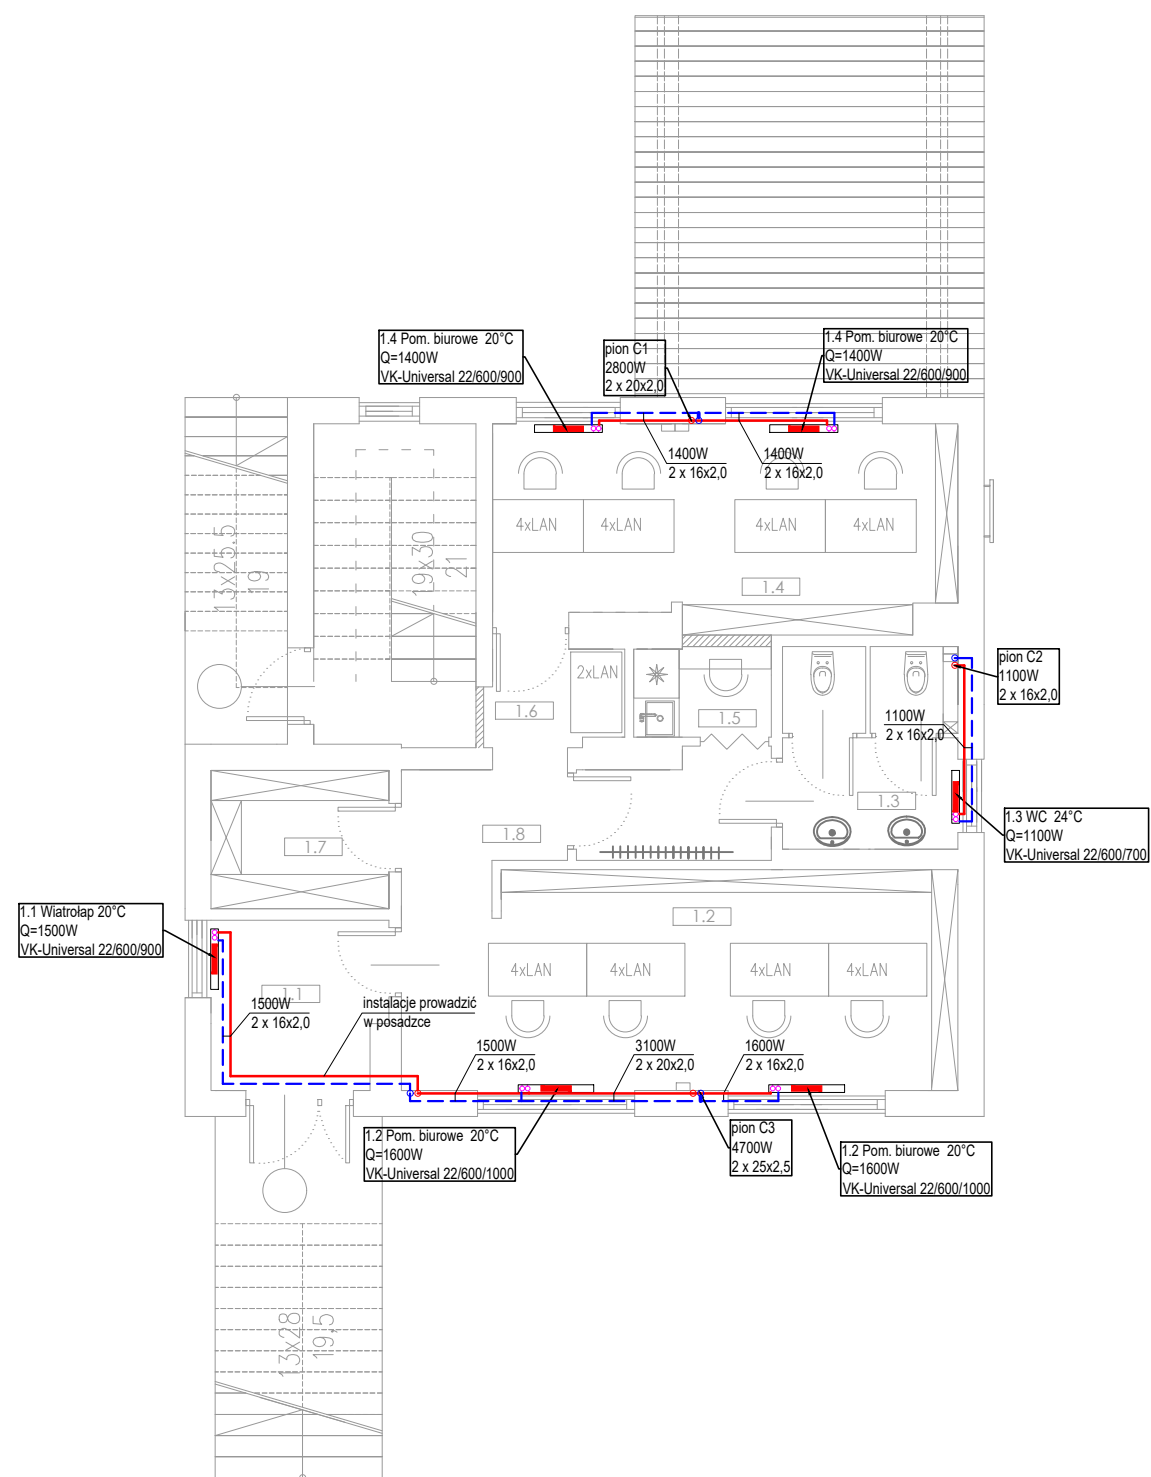 1.4 Pom. biurowe 20°C
Q=1400W
VK-Universal 22/600/900
pion C1
2800W
2 x 20x2,0
1.4 Pom. biurowe 20°C
Q=1400W
VK-Universal 22/600/900
1400W
2 x 16x2,0
1400W
2 x 16x2,0
4xLAN
4xLAN
4xLAN
4xLAN
13x25.5
19
19x30
21
1.4
2xLAN
1.6
1.5
pion C2
1100W
2 x 16x2,0
1100W
2 x 16x2,0
1.3
1.3 WC 24°C
Q=1100W
VK-Universal 22/600/700
1.7
1.8
1.1 Wiatrołap 20°C
Q=1500W
VK-Universal 22/600/900
1.2
4xLAN
4xLAN
4xLAN
4xLAN
1.1
1500W
2 x 16x2,0
instalacje prowadzić
w posadzce
1500W
2 x 16x2,0
3100W
2 x 20x2,0
1600W
2 x 16x2,0
1.2 Pom. biurowe 20°C
Q=1600W
VK-Universal 22/600/1000
pion C3
4700W
2 x 25x2,5
1.2 Pom. biurowe 20°C
Q=1600W
VK-Universal 22/600/1000
13x28
19,5